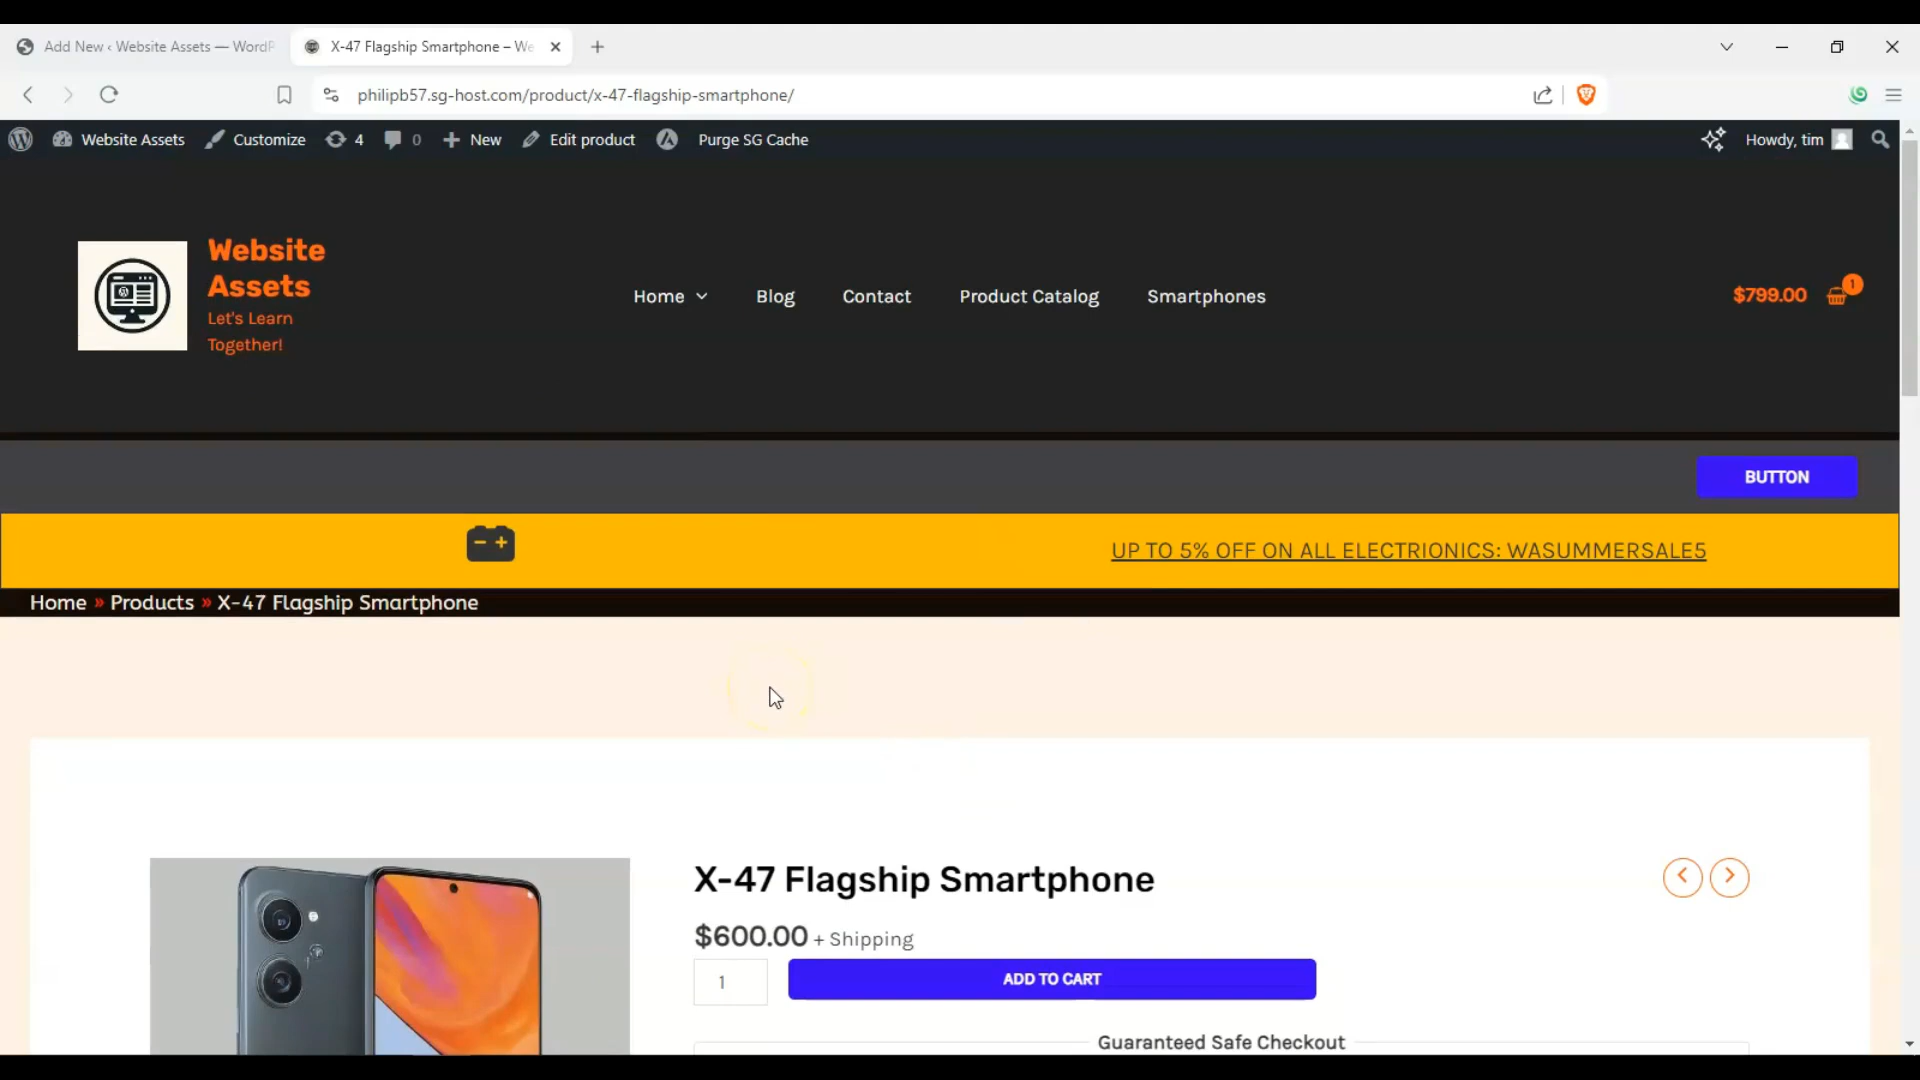 Add New ‹ Website Assets — WordP
X-47 Flagship Smartphone – We
philipb57.sg-host.com/product/x-47-flagship-smartphone/
Website Assets
Customize
4
0
New
Edit product
Purge SG Cache
Howdy, tim
Website
Assets
Let's Learn
Together!
Home
Blog
Contact
Product Catalog
Smartphones
$799.00
1
BUTTON
UP TO 5% OFF ON ALL ELECTRIONICS: WASUMMERSALE5
Home » Products » X-47 Flagship Smartphone
X-47 Flagship Smartphone
$600.00 + Shipping
1
ADD TO CART
Guaranteed Safe Checkout